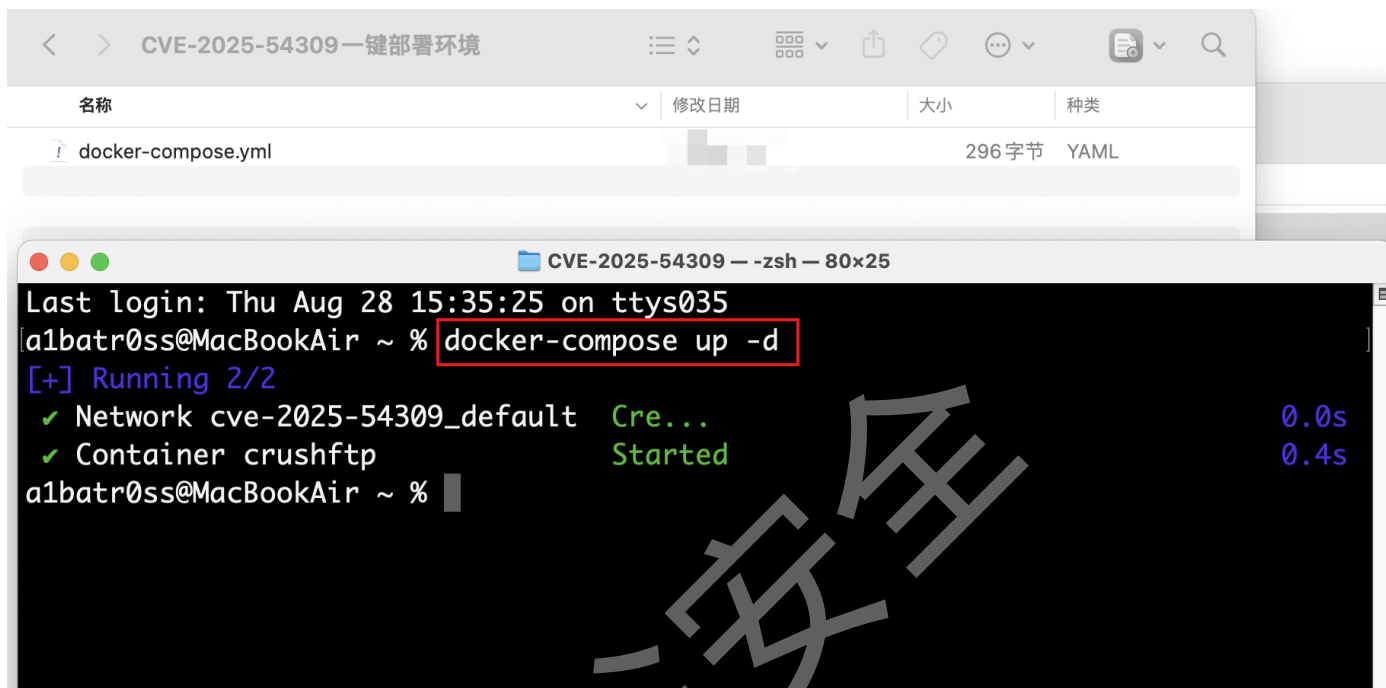 CVE-2025-54309一键部署环境
名称 修改日期 大小 种类
docker-compose.yml 296字节 YAML
CVE-2025-54309 — -zsh — 80×25
Last login: Thu Aug 28 15:35:25 on ttys035
[a1batr0ss@MacBookAir ~ % docker-compose up -d ]
[+] Running 2/2
✔ Network cve-2025-54309_default Cre... 0.0s
✔ Container crushftp Started 0.4s
a1batr0ss@MacBookAir ~ %
安全